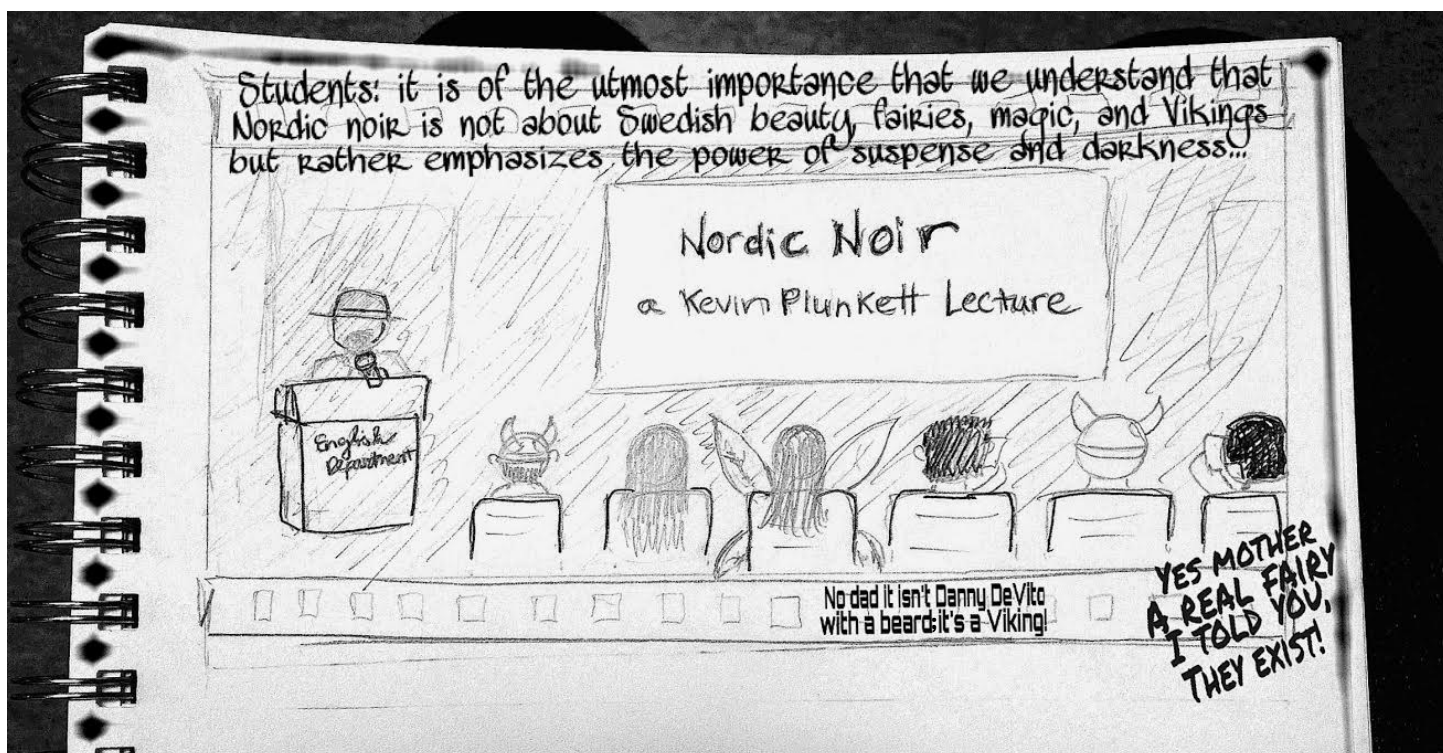 Students: it is of the utmost importance that we understand that
Nordic noir is not about Swedish beauty, fairies, magic, and Vikings
but rather emphasizes the power of suspense and darkness...
Nordic Noir
a Kevin Plunkett Lecture
English
Department
No dad it isn't Danny DeVito
with a beard: it's a Viking!
YES MOTHER
A REAL FAIRY
I TOLD YOU,
THEY EXIST!